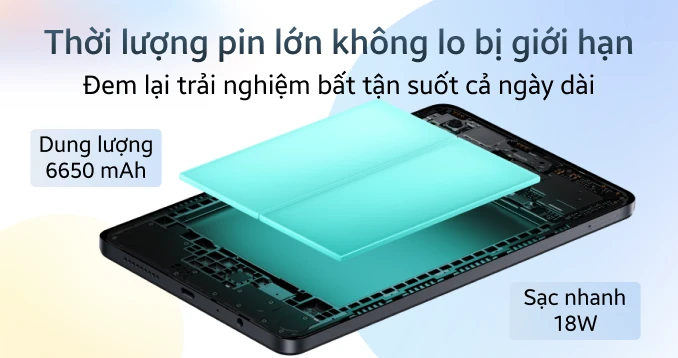 Thời lượng pin lớn không lo bị giới hạn
Đem lại trải nghiệm bất tận suốt cả ngày dài
Dung lượng
6650 mAh
Sạc nhanh
18W